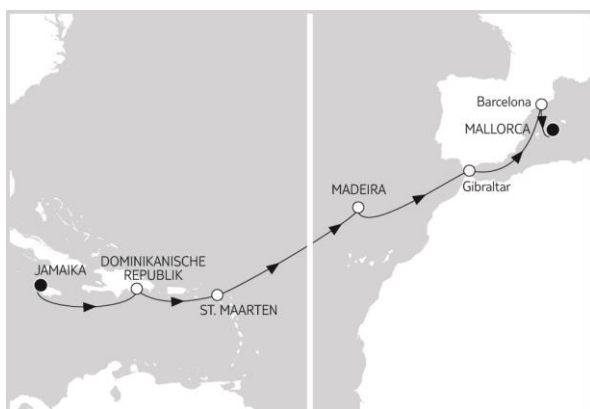 Barcelona
MALLORCA
Gibraltar
MADEIRA
DOMINIKANISCHE
REPUBLIK
JAMAIKA
ST. MAARTEN